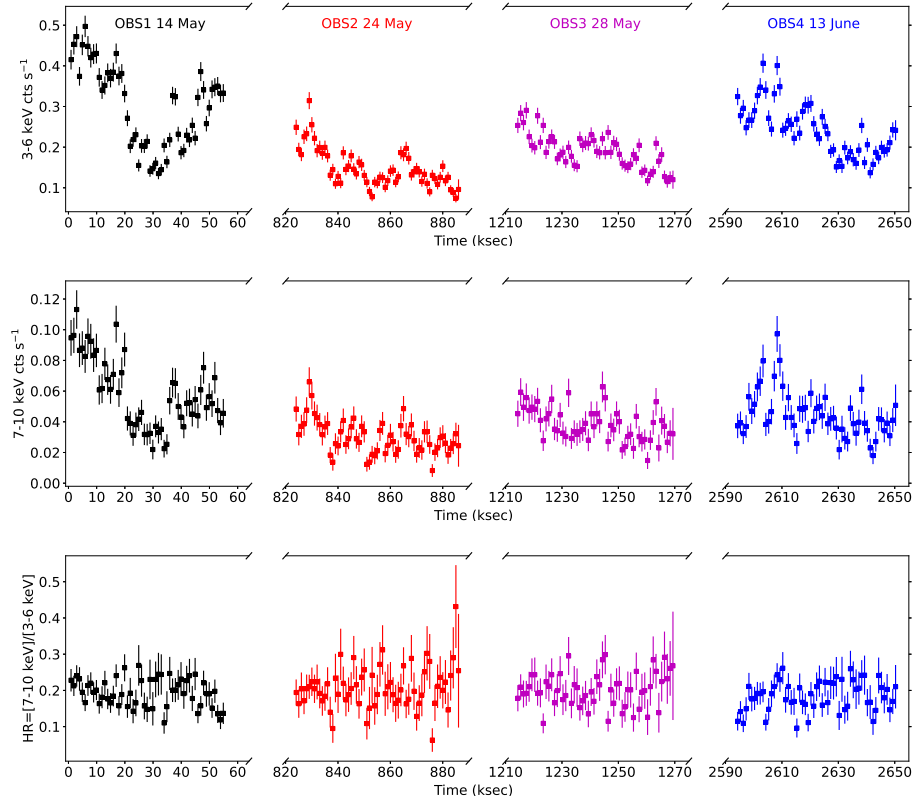 OBS1 14 May OBS2 24 May OBS3 28 May OBS4 13 June
3-6 keV cts s⁻¹
0.5
0.4
0.3
0.2
0.1
0 10 20 30 40 50 60 820 840 860 880 1210 1230 1250 1270 2590 2610 2630 2650
Time (ksec)
7-10 keV cts s⁻¹
0.12
0.10
0.08
0.06
0.04
0.02
0.00
0 10 20 30 40 50 60 820 840 860 880 1210 1230 1250 1270 2590 2610 2630 2650
Time (ksec)
HR=[7-10 keV]/[3-6 keV]
0.5
0.4
0.3
0.2
0.1
0 10 20 30 40 50 60 820 840 860 880 1210 1230 1250 1270 2590 2610 2630 2650
Time (ksec)